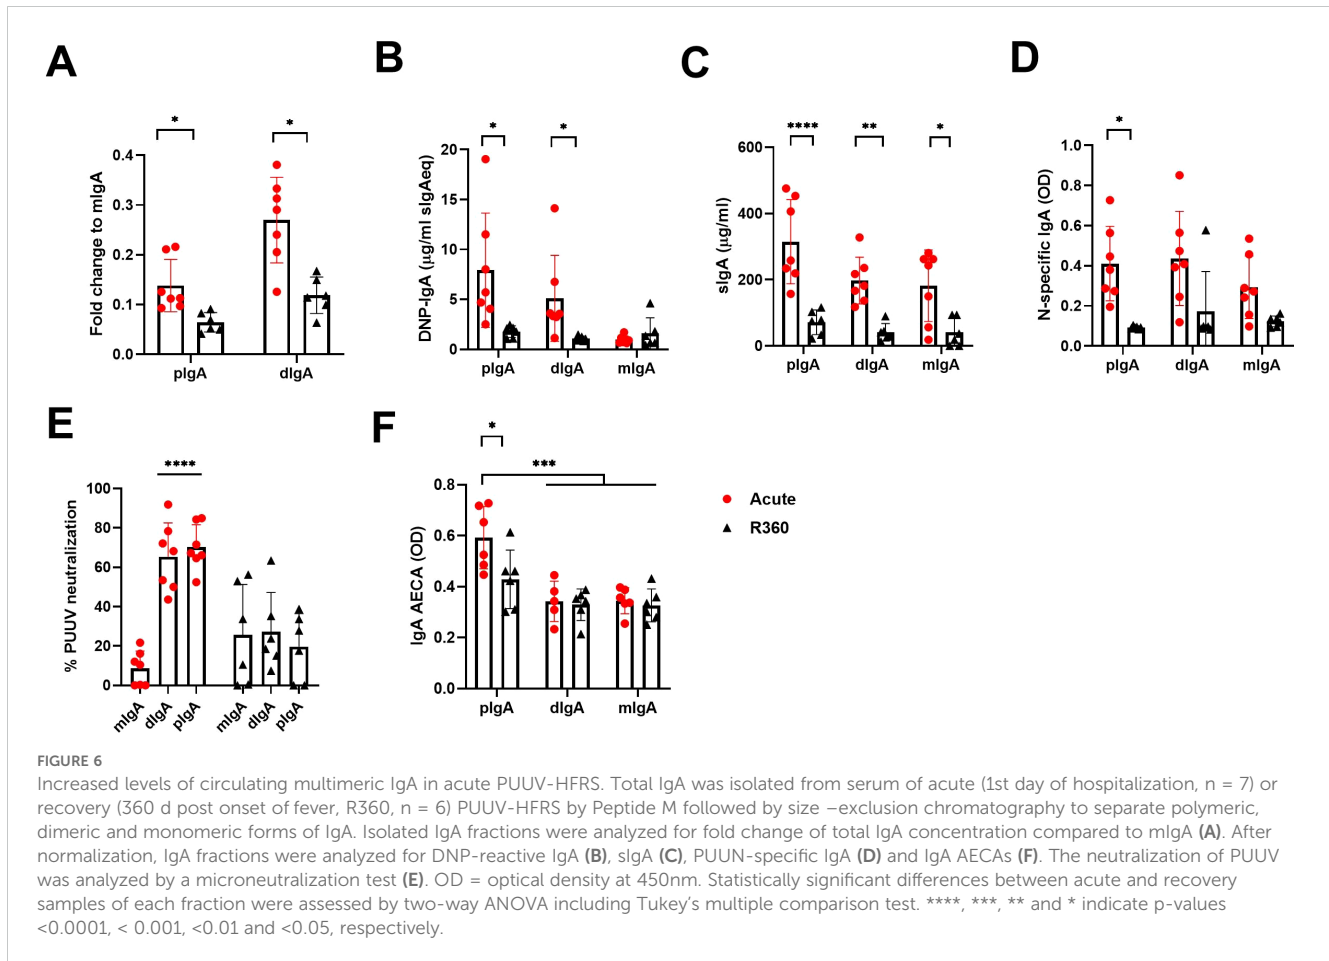 A
*
*
Fold change to mIgA
0.4
0.3
0.2
0.1
0.0
pIgA
dIgA
B
*
*
DNP-IgA (µg/ml sIgAeq)
20
15
10
5
0
pIgA
dIgA
mIgA
C
****
**
*
sIgA (µg/ml)
600
400
200
0
pIgA
dIgA
mIgA
D
*
N-specific IgA (OD)
1.0
0.8
0.6
0.4
0.2
0.0
pIgA
dIgA
mIgA
E
****
% PUUV neutralization
100
80
60
40
20
0
mIgA
dIgA
pIgA
mIgA
dIgA
pIgA
F
*
***
IgA AECA (OD)
0.8
0.6
0.4
0.2
0.0
pIgA
dIgA
mIgA
Acute
R360
FIGURE 6
Increased levels of circulating multimeric IgA in acute PUUV-HFRS. Total IgA was isolated from serum of acute (1st day of hospitalization, n = 7) or
recovery (360 d post onset of fever, R360, n = 6) PUUV-HFRS by Peptide M followed by size –exclusion chromatography to separate polymeric,
dimeric and monomeric forms of IgA. Isolated IgA fractions were analyzed for fold change of total IgA concentration compared to mIgA (A). After
normalization, IgA fractions were analyzed for DNP-reactive IgA (B), sIgA (C), PUUN-specific IgA (D) and IgA AECAs (F). The neutralization of PUUV
was analyzed by a microneutralization test (E). OD = optical density at 450nm. Statistically significant differences between acute and recovery
samples of each fraction were assessed by two-way ANOVA including Tukey's multiple comparison test. ****, ***, ** and * indicate p-values
<0.0001, < 0.001, <0.01 and <0.05, respectively.